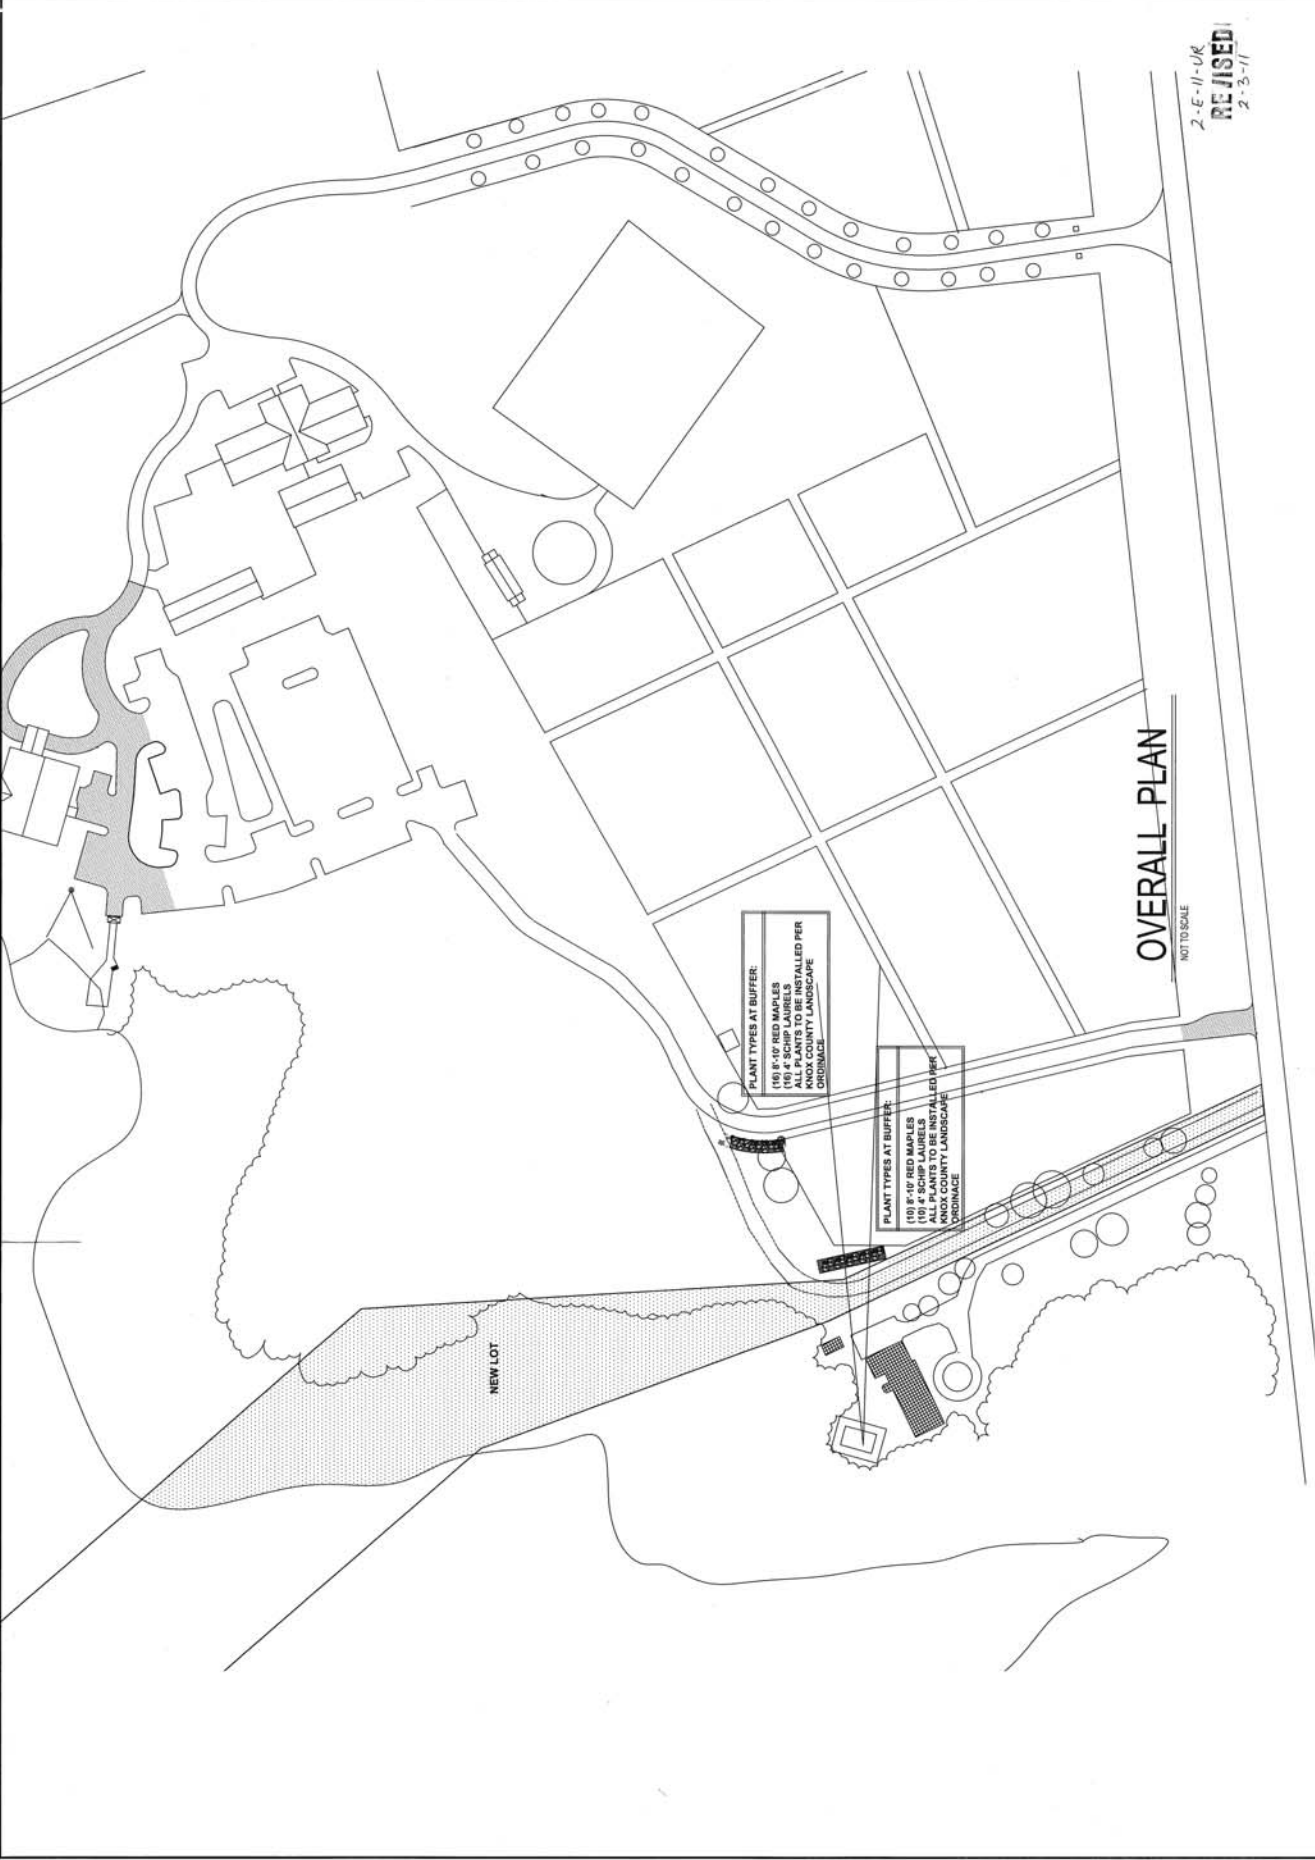 2-E-11-UR
REVISED
2-3-11
PLANT TYPES AT BUFFER:
(16) 8'-10' RED MAPLES
(16) 4' SCHIP LAURELS
ALL PLANTS TO BE INSTALLED PER
KNOX COUNTY LANDSCAPE
ORDINACE
PLANT TYPES AT BUFFER:
(10) 8'-10' RED MAPLES
(10) 4' SCHIP LAURELS
ALL PLANTS TO BE INSTALLED PER
KNOX COUNTY LANDSCAPE
ORDINACE
NEW LOT
OVERALL PLAN
NOT TO SCALE